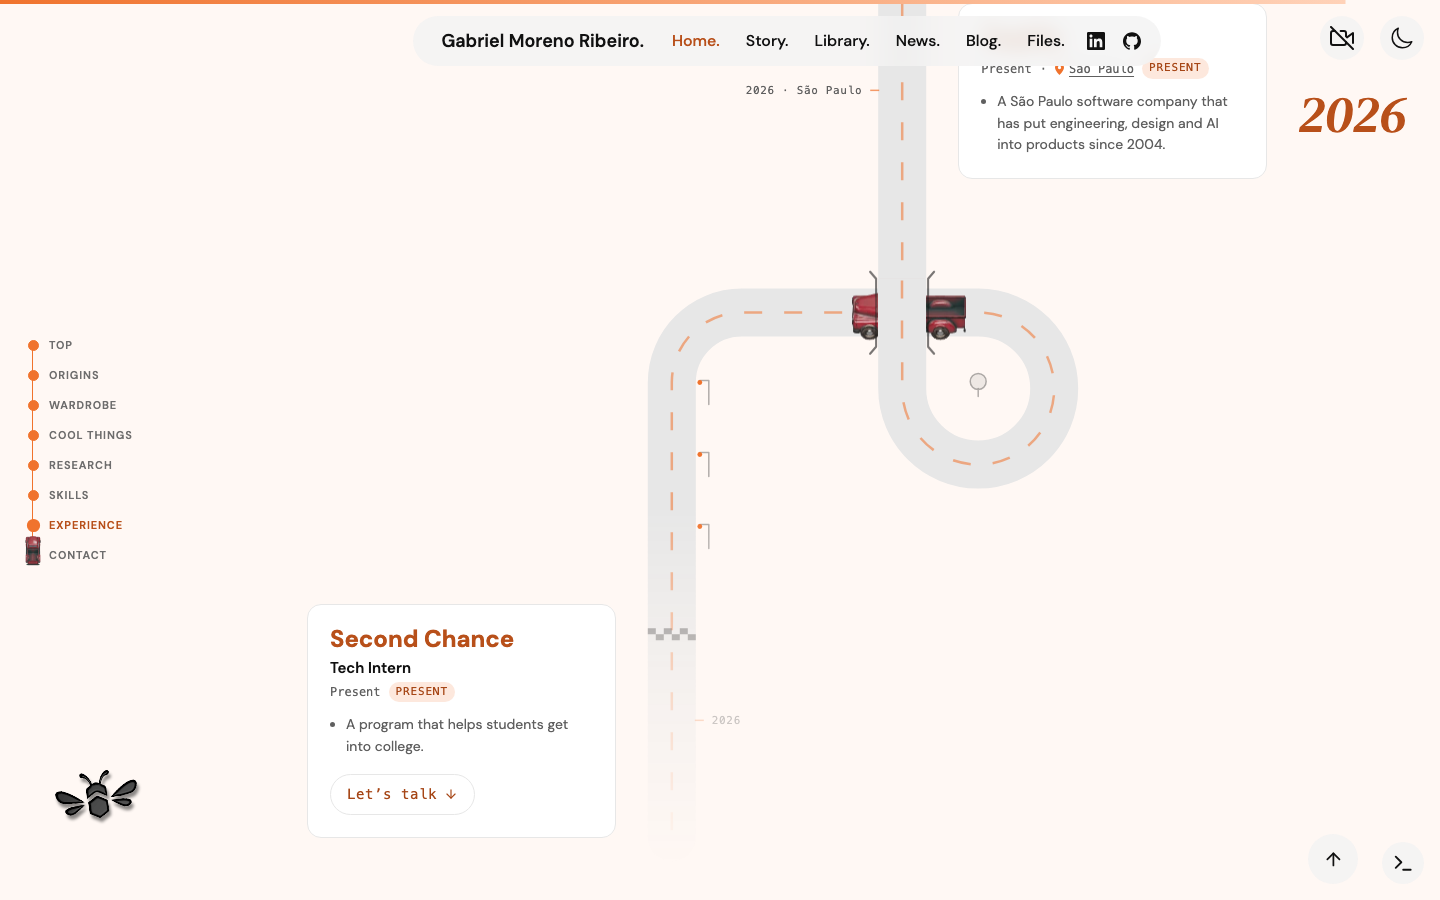 Gabriel Moreno Ribeiro.
Home.
Story.
Library.
News.
Blog.
Files.
Present · São Paulo PRESENT
2026 · São Paulo
A São Paulo software company that
has put engineering, design and AI
into products since 2004.
2026
TOP
ORIGINS
WARDROBE
COOL THINGS
RESEARCH
SKILLS
EXPERIENCE
CONTACT
Second Chance
Tech Intern
Present PRESENT
A program that helps students get
into college.
Let's talk ↓
2026